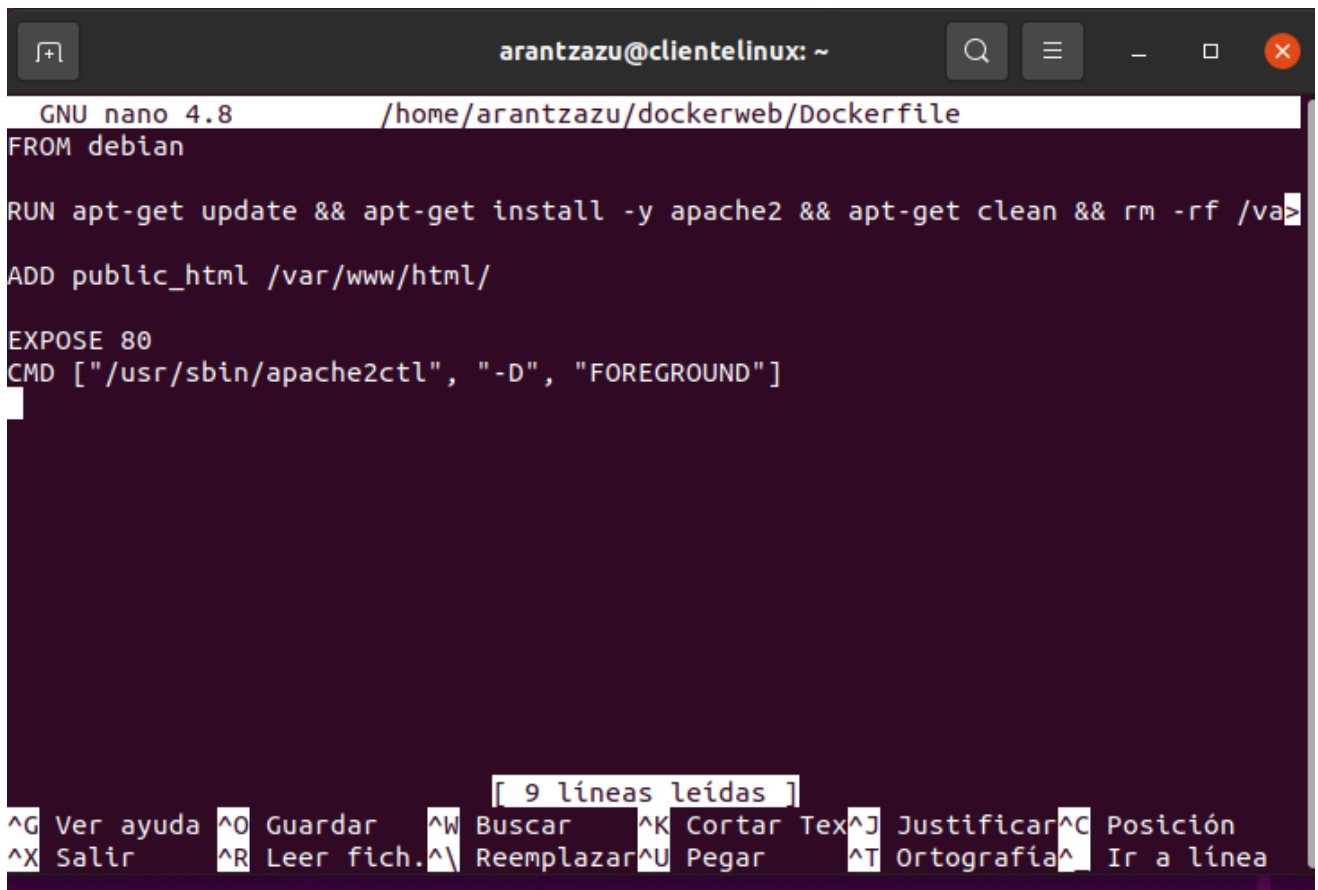 arantzazu@clientelinux: ~
GNU nano 4.8 /home/arantzazu/dockerweb/Dockerfile
FROM debian
RUN apt-get update && apt-get install -y apache2 && apt-get clean && rm -rf /va>
ADD public_html /var/www/html/
EXPOSE 80
CMD ["/usr/sbin/apache2ctl", "-D", "FOREGROUND"]
[ 9 líneas leídas ]
^G Ver ayuda ^O Guardar ^W Buscar ^K Cortar Tex^J Justificar^C Posición
^X Salir ^R Leer fich.^\ Reemplazar^U Pegar ^T Ortografía^_ Ir a línea